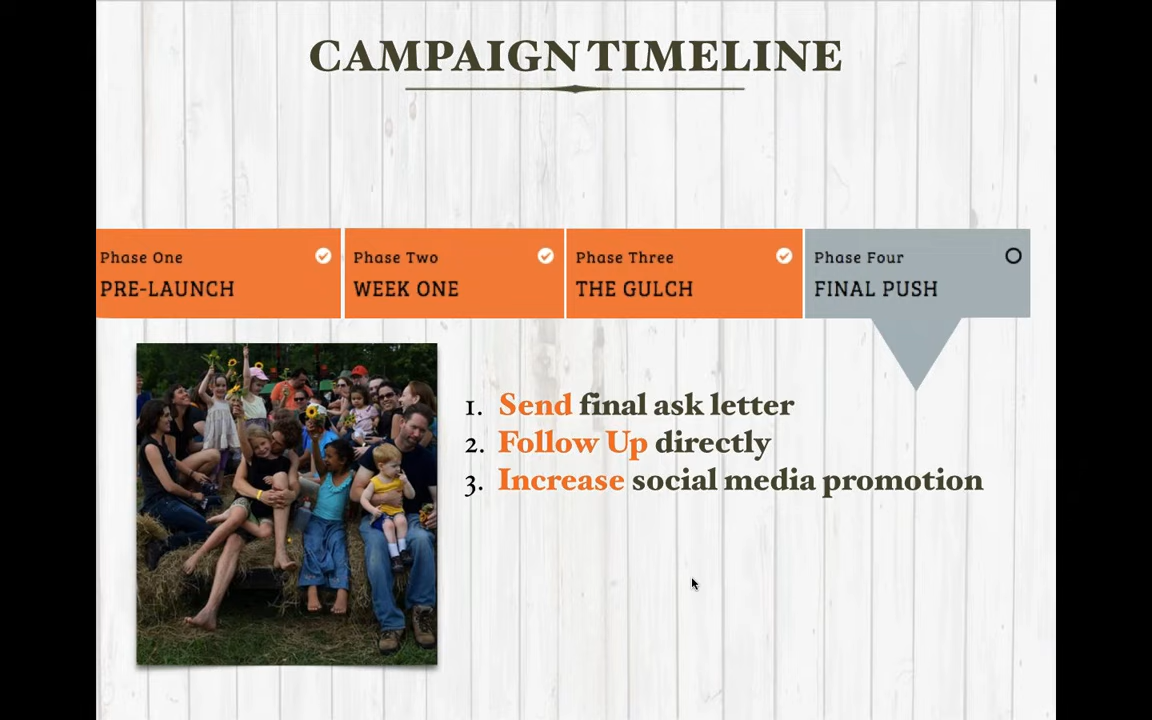 CAMPAIGN TIMELINE
Phase One
PRE-LAUNCH
Phase Two
WEEK ONE
Phase Three
THE GULCH
Phase Four
FINAL PUSH
1. Send final ask letter
2. Follow Up directly
3. Increase social media promotion